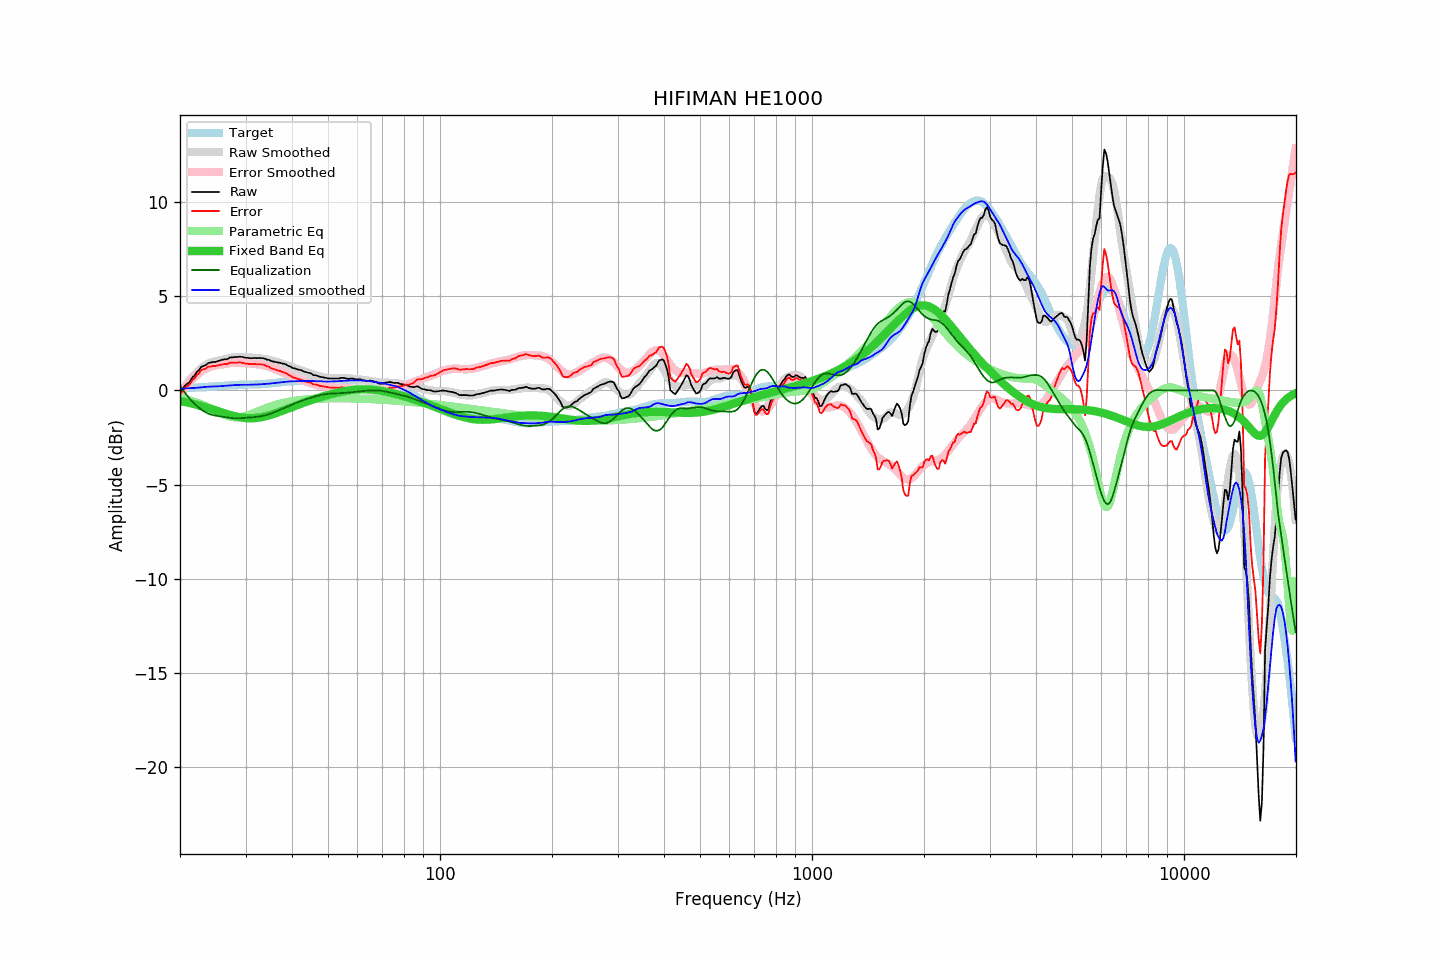 HIFIMAN HE1000
Target
Raw Smoothed
Error Smoothed
Raw
Error
Parametric Eq
Fixed Band Eq
Equalization
Equalized smoothed
10
5
0
−5
−10
−15
−20
Amplitude (dBr)
100
1000
10000
Frequency (Hz)